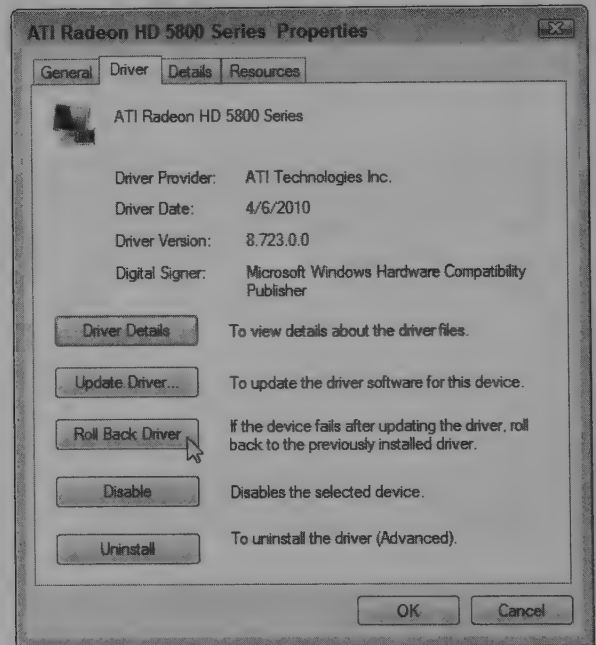 ATI Radeon HD 5800 Series Properties
General Driver Details Resources
ATI Radeon HD 5800 Series
Driver Provider: ATI Technologies Inc.
Driver Date: 4/6/2010
Driver Version: 8.723.0.0
Digital Signer: Microsoft Windows Hardware Compatibility
Publisher
Driver Details To view details about the driver files.
Update Driver... To update the driver software for this device.
Roll Back Driver If the device fails after updating the driver, roll
back to the previously installed driver.
Disable Disables the selected device.
Uninstall To uninstall the driver (Advanced).
OK Cancel